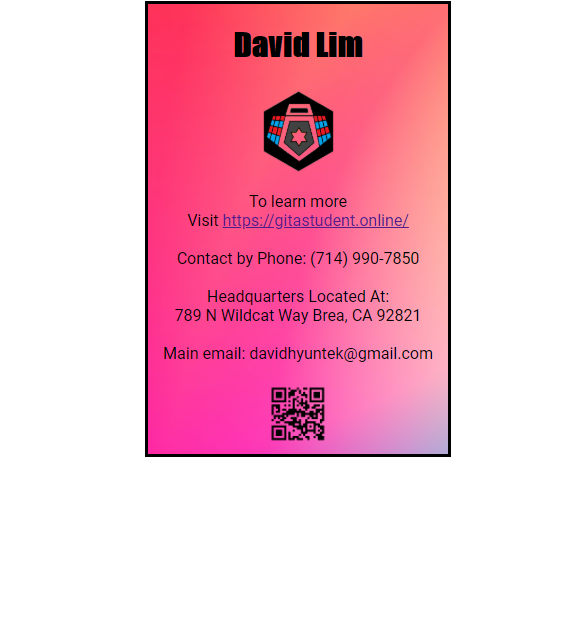 David Lim
To learn more
Visit https://gitastudent.online/
Contact by Phone: (714) 990-7850
Headquarters Located At:
789 N Wildcat Way Brea, CA 92821
Main email: davidhyuntek@gmail.com